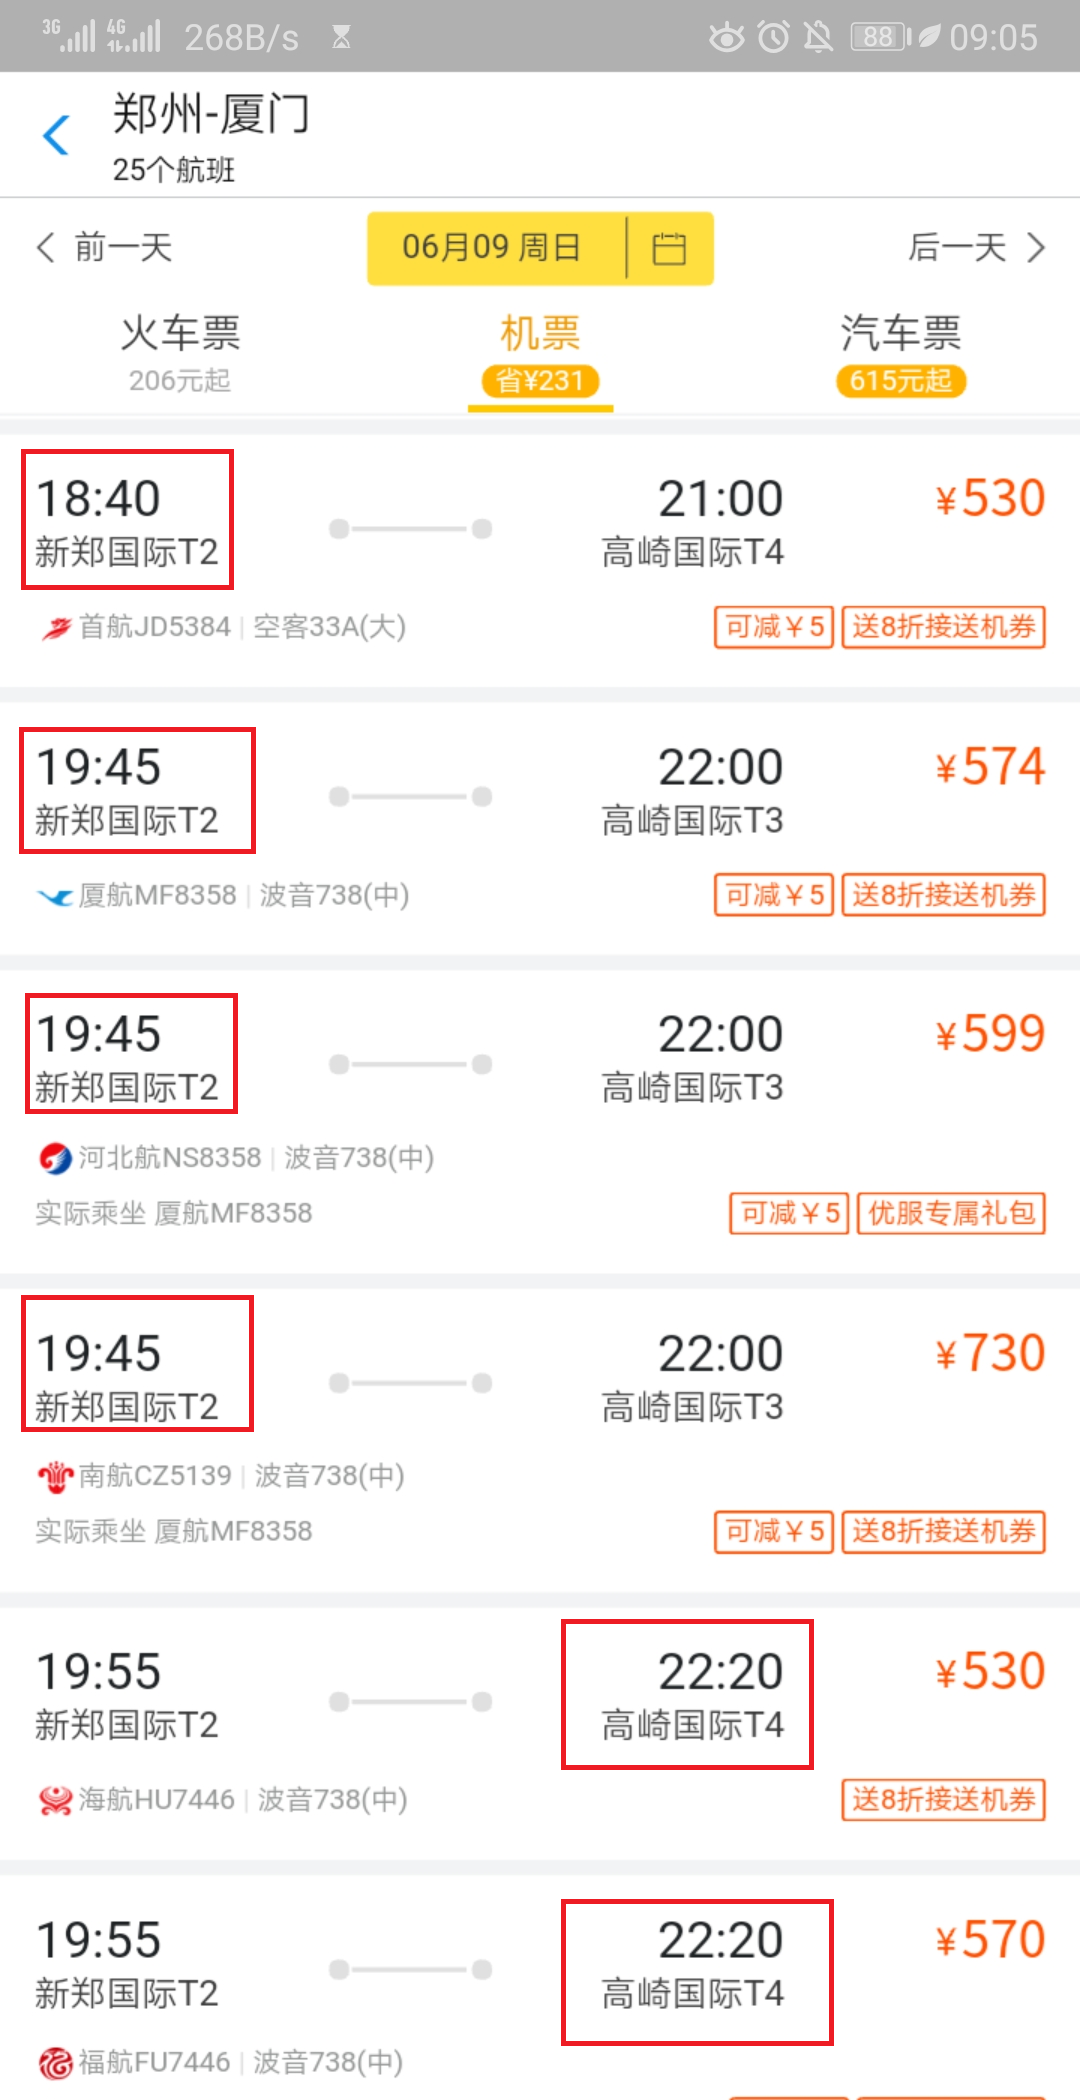 3G 4G 268B/s 88 09:05
郑州-厦门
25个航班
前一天 06月09 周日 后一天
火车票 机票 汽车票
206元起 省¥231 615元起
18:40 21:00 ¥530
新郑国际T2 高崎国际T4
首航JD5384 | 空客33A(大) 可减¥5 送8折接送机券
19:45 22:00 ¥574
新郑国际T2 高崎国际T3
厦航MF8358 | 波音738(中) 可减¥5 送8折接送机券
19:45 22:00 ¥599
新郑国际T2 高崎国际T3
河北航NS8358 | 波音738(中)
实际乘坐 厦航MF8358 可减¥5 优服专属礼包
19:45 22:00 ¥730
新郑国际T2 高崎国际T3
南航CZ5139 | 波音738(中)
实际乘坐 厦航MF8358 可减¥5 送8折接送机券
19:55 22:20 ¥530
新郑国际T2 高崎国际T4
海航HU7446 | 波音738(中) 送8折接送机券
19:55 22:20 ¥570
新郑国际T2 高崎国际T4
福航FU7446 | 波音738(中)